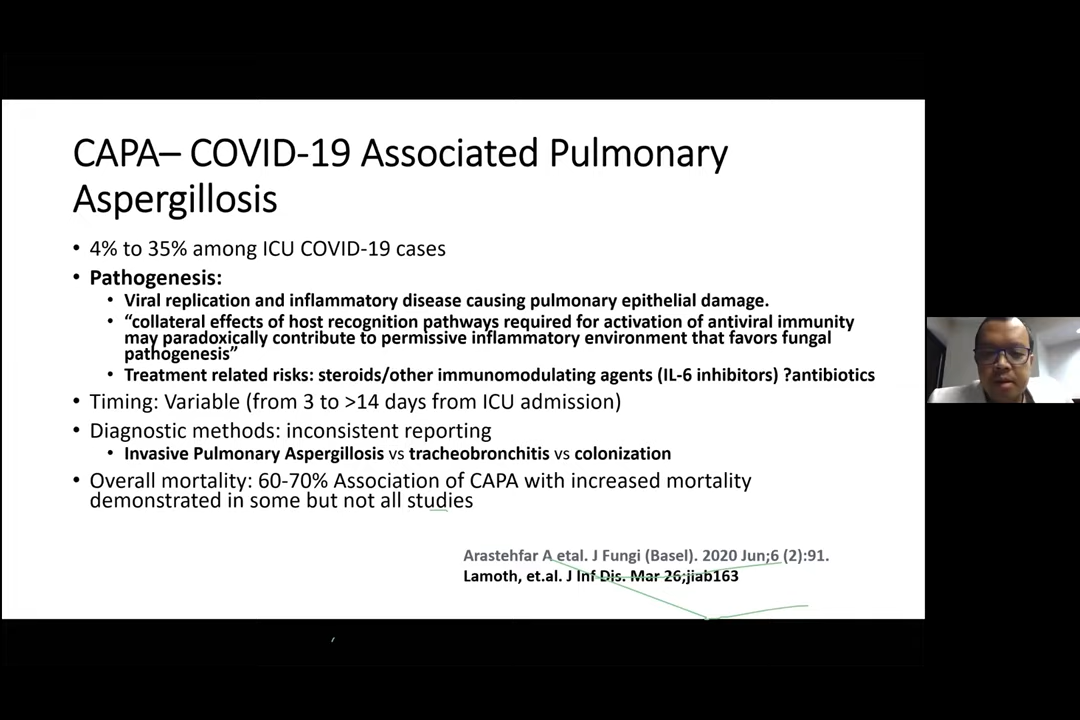 CAPA– COVID-19 Associated Pulmonary
Aspergillosis
• 4% to 35% among ICU COVID-19 cases
• Pathogenesis:
• Viral replication and inflammatory disease causing pulmonary epithelial damage.
• “collateral effects of host recognition pathways required for activation of antiviral immunity
may paradoxically contribute to permissive inflammatory environment that favors fungal
pathogenesis”
• Treatment related risks: steroids/other immunomodulating agents (IL-6 inhibitors) ?antibiotics
• Timing: Variable (from 3 to >14 days from ICU admission)
• Diagnostic methods: inconsistent reporting
• Invasive Pulmonary Aspergillosis vs tracheobronchitis vs colonization
• Overall mortality: 60-70% Association of CAPA with increased mortality
demonstrated in some but not all studies
Arastehfar A etal. J Fungi (Basel). 2020 Jun;6 (2):91.
Lamoth, et.al. J Inf Dis. Mar 26;jiab163